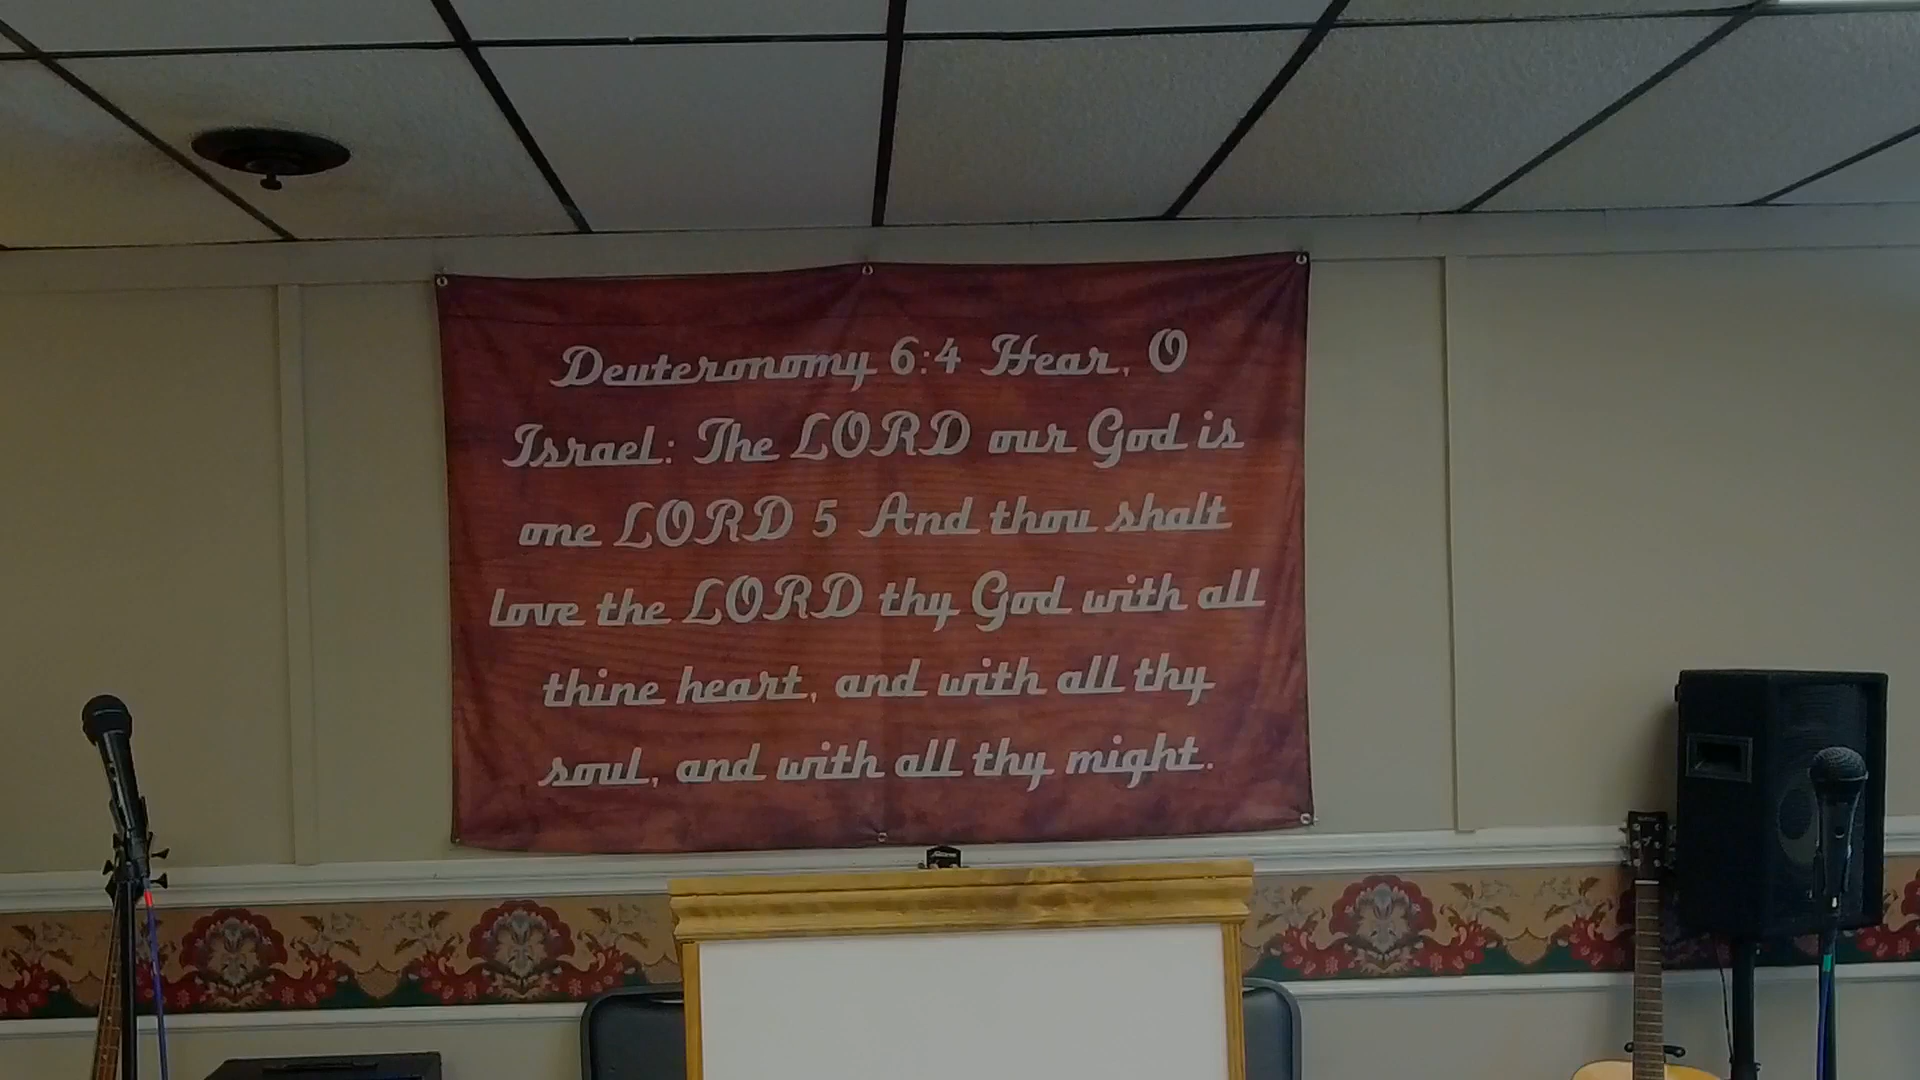 Deuteronomy 6:4 Hear, O
Israel: The LORD our God is
one LORD 5 And thou shalt
love the LORD thy God with all
thine heart, and with all thy
soul, and with all thy might.